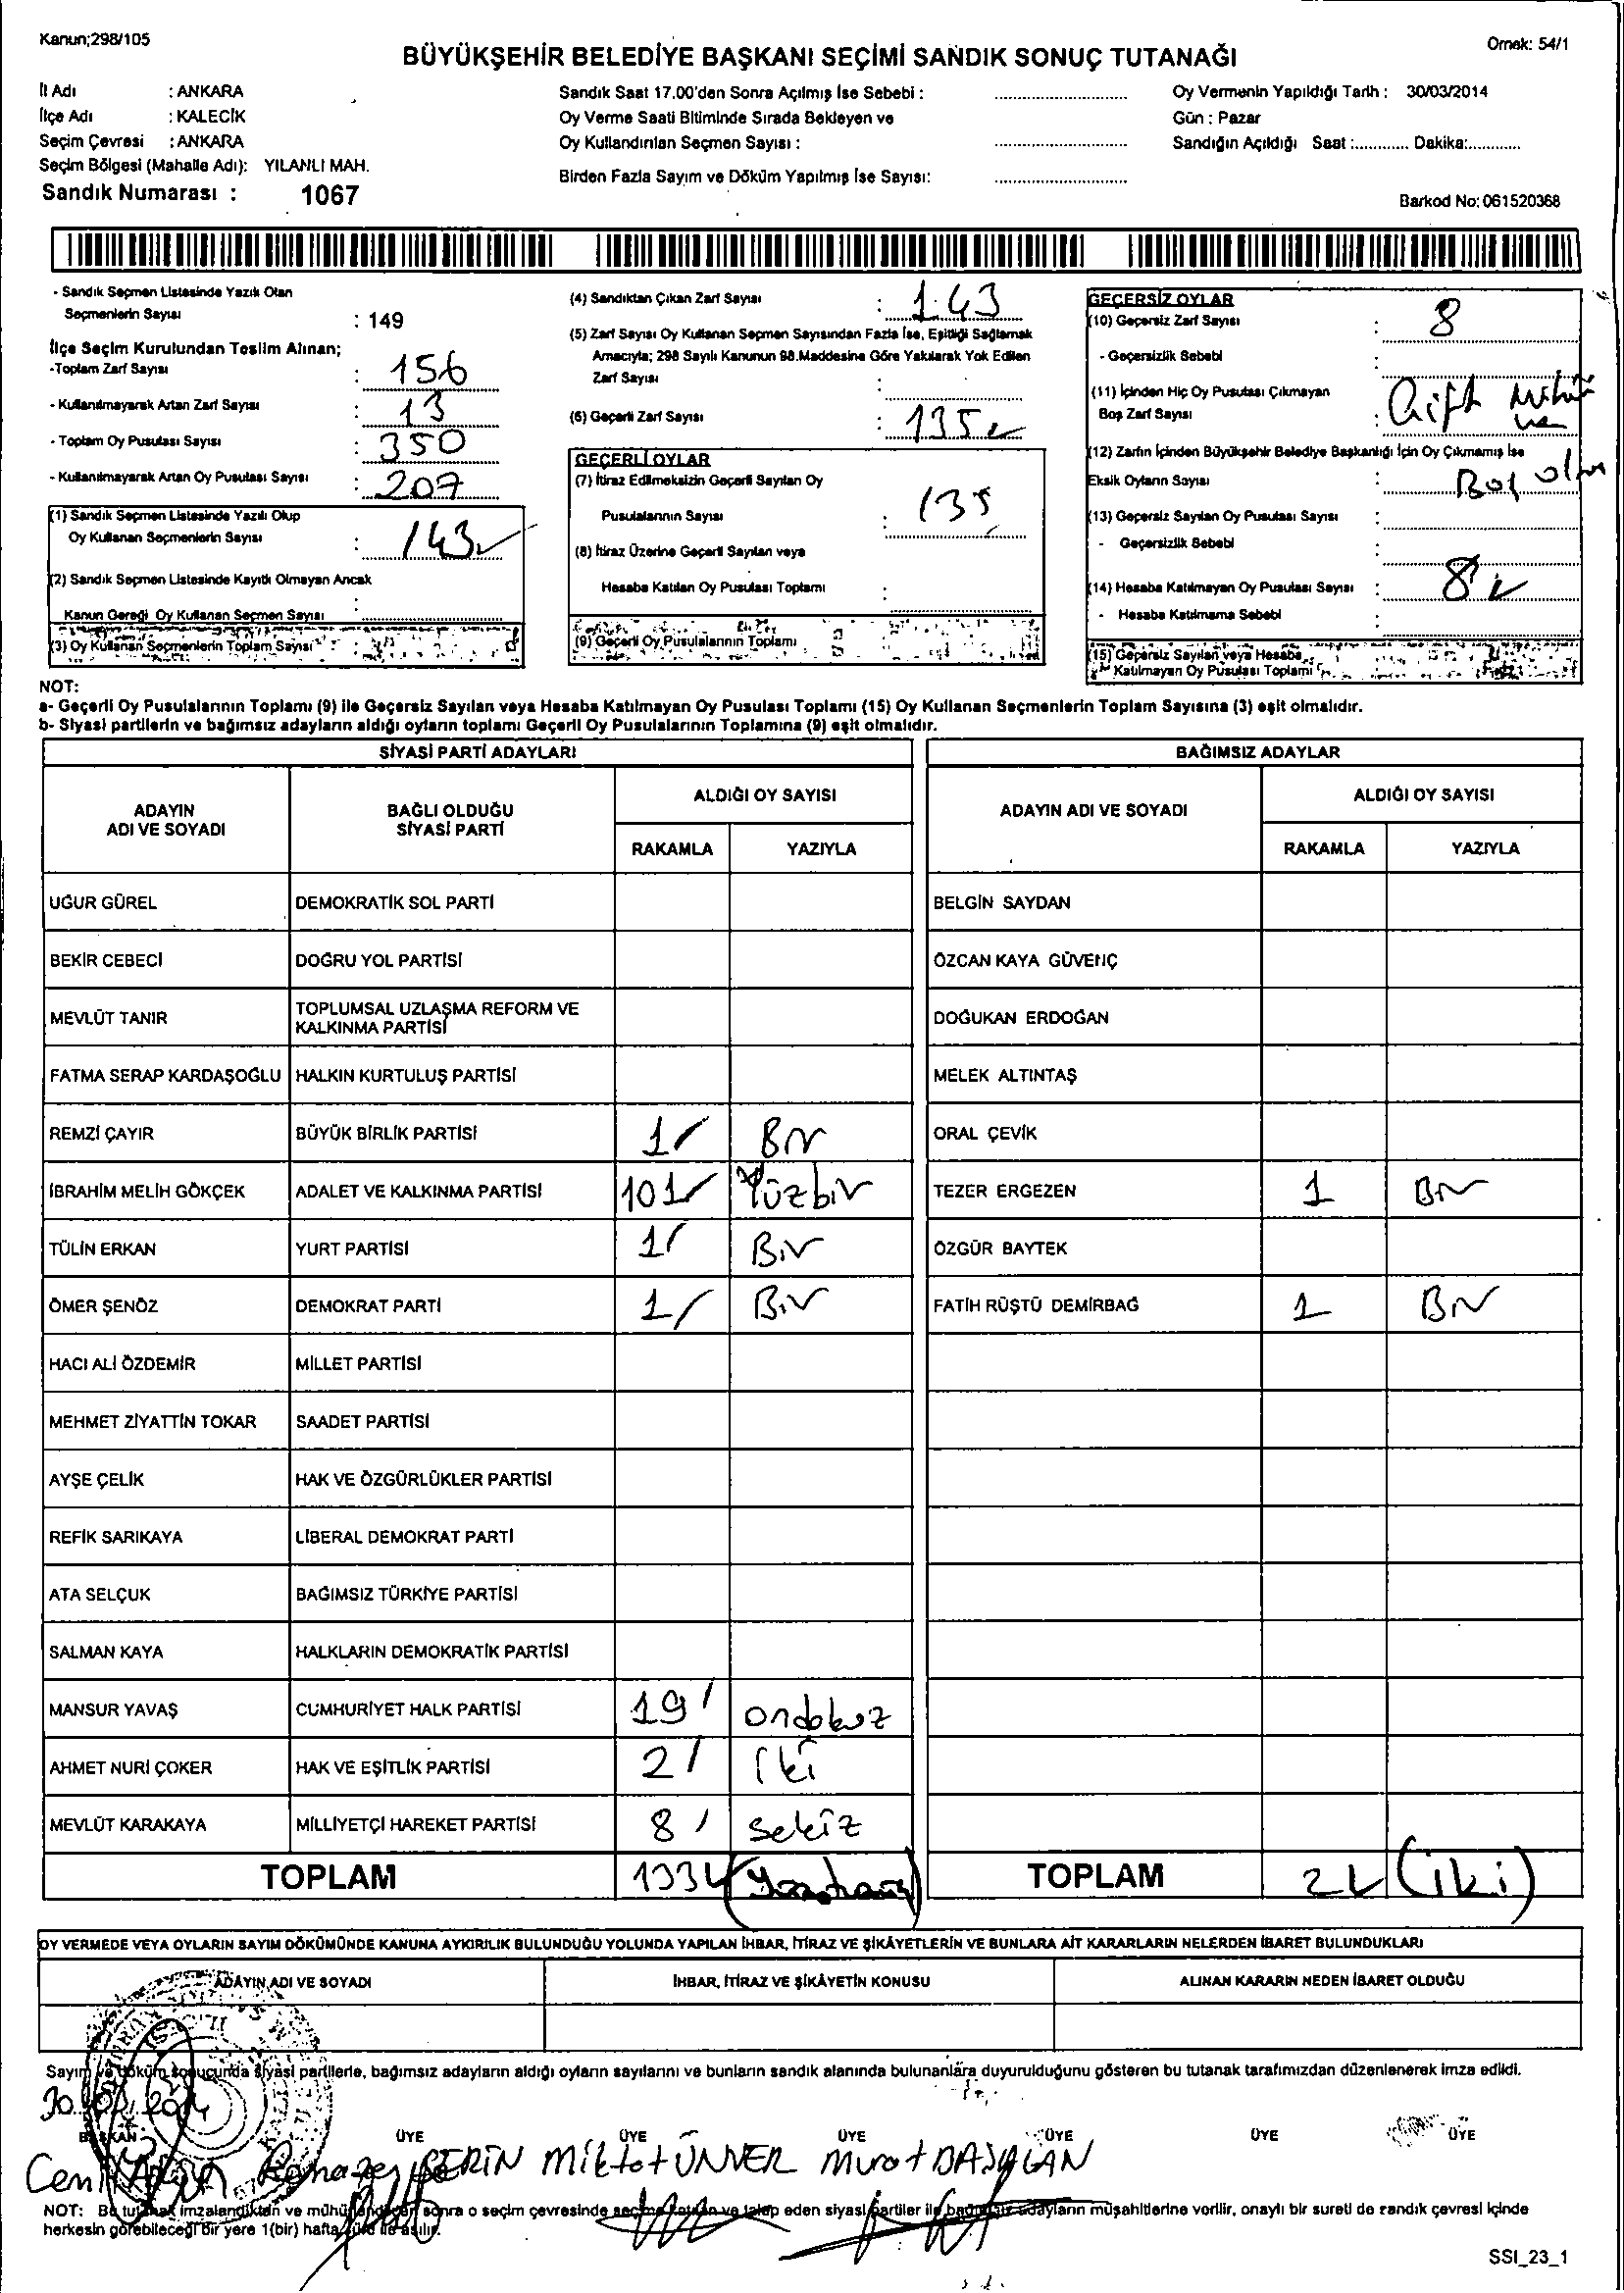 Kanun;298/105
Örnek: 54/1
BÜYÜKŞEHİR BELEDİYE BAŞKANI SEÇİMİ SANDIK SONUÇ TUTANAĞI
İl Adı : ANKARA
İlçe Adı : KALECİK
Seçim Çevresi : ANKARA
Seçim Bölgesi (Mahalle Adı): YILANLI MAH.
Sandık Numarası : 1067
Sandık Saat 17.00'den Sonra Açılmış İse Sebebi :
Oy Verme Saati Bitiminde Sırada Bekleyen ve
Oy Kullandırılan Seçmen Sayısı :
Birden Fazla Sayım ve Döküm Yapılmış İse Sayısı:
Oy Vermenin Yapıldığı Tarih : 30/03/2014
Gün : Pazar
Sandığın Açıldığı Saat :............ Dakika:............
Barkod No: 061520368
- Sandık Seçmen Listesinde Yazılı Olan
Seçmenlerin Sayısı : 149
İlçe Seçim Kurulundan Teslim Alınan;
-Toplam Zarf Sayısı : 156
- Kullanılmayarak Artan Zarf Sayısı : 13
- Toplam Oy Pusulası Sayısı : 350
- Kullanılmayarak Artan Oy Pusulası Sayısı : 207
(1) Sandık Seçmen Listesinde Yazılı Olup
Oy Kullanan Seçmenlerin Sayısı : 143
(2) Sandık Seçmen Listesinde Kayıtlı Olmayan Ancak
Kanun Gereği Oy Kullanan Seçmen Sayısı :
(3) Oy Kullanan Seçmenlerin Toplam Sayısı :
(4) Sandıktan Çıkan Zarf Sayısı : 143
(5) Zarf Sayısı Oy Kullanan Seçmen Sayısından Fazla İse, Eşitliği Sağlamak
Amacıyla; 298 Sayılı Kanunun 98.Maddesine Göre Yakılarak Yok Edilen
Zarf Sayısı :
(6) Geçerli Zarf Sayısı : 135
GEÇERLİ OYLAR
(7) İtiraz Edilmeksizin Geçerli Sayılan Oy
Pusulalarının Sayısı : 135
(8) İtiraz Üzerine Geçerli Sayılan veya
Hesaba Katılan Oy Pusulası Toplamı :
(9) Geçerli Oy Pusulalarının Toplamı
GEÇERSİZ OYLAR
(10) Geçersiz Zarf Sayısı : 8
- Geçersizlik Sebebi :
(11) İçinden Hiç Oy Pusulası Çıkmayan
Boş Zarf Sayısı : Çift Mühür ve
(12) Zarfın İçinden Büyükşehir Belediye Başkanlığı İçin Oy Çıkmamış İse
Eksik Oyların Sayısı : Boş
(13) Geçersiz Sayılan Oy Pusulası Sayısı :
- Geçersizlik Sebebi :
(14) Hesaba Katılmayan Oy Pusulası Sayısı : 8
- Hesaba Katılmama Sebebi :
(15) Geçersiz Sayılan veya Hesaba
Katılmayan Oy Pusulası Toplamı
NOT:
a- Geçerli Oy Pusulalarının Toplamı (9) ile Geçersiz Sayılan veya Hesaba Katılmayan Oy Pusulası Toplamı (15) Oy Kullanan Seçmenlerin Toplam Sayısına (3) eşit olmalıdır.
b- Siyasi partilerin ve bağımsız adayların aldığı oyların toplamı Geçerli Oy Pusulalarının Toplamına (9) eşit olmalıdır.
SİYASİ PARTİ ADAYLARI
ADAYIN ADI VE SOYADI
BAĞLI OLDUĞU SİYASİ PARTİ
ALDIĞI OY SAYISI
RAKAMLA YAZIYLA
UĞUR GÜREL DEMOKRATİK SOL PARTİ
BEKİR CEBECİ DOĞRU YOL PARTİSİ
MEVLÜT TANIR TOPLUMSAL UZLAŞMA REFORM VE
KALKINMA PARTİSİ
FATMA SERAP KARDAŞOĞLU HALKIN KURTULUŞ PARTİSİ
REMZİ ÇAYIR BÜYÜK BİRLİK PARTİSİ 1 Bir
İBRAHİM MELİH GÖKÇEK ADALET VE KALKINMA PARTİSİ 101 Yüzbir
TÜLİN ERKAN YURT PARTİSİ 1 Bir
ÖMER ŞENÖZ DEMOKRAT PARTİ 1 Bir
HACI ALİ ÖZDEMİR MİLLET PARTİSİ
MEHMET ZİYATTİN TOKAR SAADET PARTİSİ
AYŞE ÇELİK HAK VE ÖZGÜRLÜKLER PARTİSİ
REFİK SARIKAYA LİBERAL DEMOKRAT PARTİ
ATA SELÇUK BAĞIMSIZ TÜRKİYE PARTİSİ
SALMAN KAYA HALKLARIN DEMOKRATİK PARTİSİ
MANSUR YAVAŞ CUMHURİYET HALK PARTİSİ 19 ondokuz
AHMET NURİ ÇOKER HAK VE EŞİTLİK PARTİSİ 2 iki
MEVLÜT KARAKAYA MİLLİYETÇİ HAREKET PARTİSİ 8 sekiz
TOPLAM 133
BAĞIMSIZ ADAYLAR
ADAYIN ADI VE SOYADI
ALDIĞI OY SAYISI
RAKAMLA YAZIYLA
BELGİN SAYDAN
ÖZCAN KAYA GÜVENÇ
DOĞUKAN ERDOĞAN
MELEK ALTINTAŞ
ORAL ÇEVİK
TEZER ERGEZEN 1 Bir
ÖZGÜR BAYTEK
FATİH RÜŞTÜ DEMİRBAĞ 1 Bir
TOPLAM 2 (iki)
OY VERMEDE VEYA OYLARIN SAYIM DÖKÜMÜNDE KANUNA AYKIRILIK BULUNDUĞU YOLUNDA YAPILAN İHBAR, İTİRAZ VE ŞİKÂYETLERİN VE BUNLARA AİT KARARLARIN NELERDEN İBARET BULUNDUKLARI
ADAYIN ADI VE SOYADI
İHBAR, İTİRAZ VE ŞİKÂYETİN KONUSU
ALINAN KARARIN NEDEN İBARET OLDUĞU
Sayım ve döküm sonucunda siyasi partilerle, bağımsız adayların aldığı oyların sayılarını ve bunların sandık alanında bulunanlara duyurulduğunu gösteren bu tutanak tarafımızdan düzenlenerek imza edildi.
30.03.2014
BAŞKAN ÜYE ÜYE ÜYE ÜYE ÜYE ÜYE
Ramazan SERİN Mithat ÜNVER Murat BAŞALAN
NOT: Bu tutanak imzalandıktan ve mühürlendikten sonra o seçim çevresinde seçime katılan ve takip eden siyasi partiler ile bağımsız adayların müşahitlerine verilir, onaylı bir sureti de sandık çevresi içinde
herkesin görebileceği bir yere 1(bir) hafta süre ile asılır.
SSI_23_1